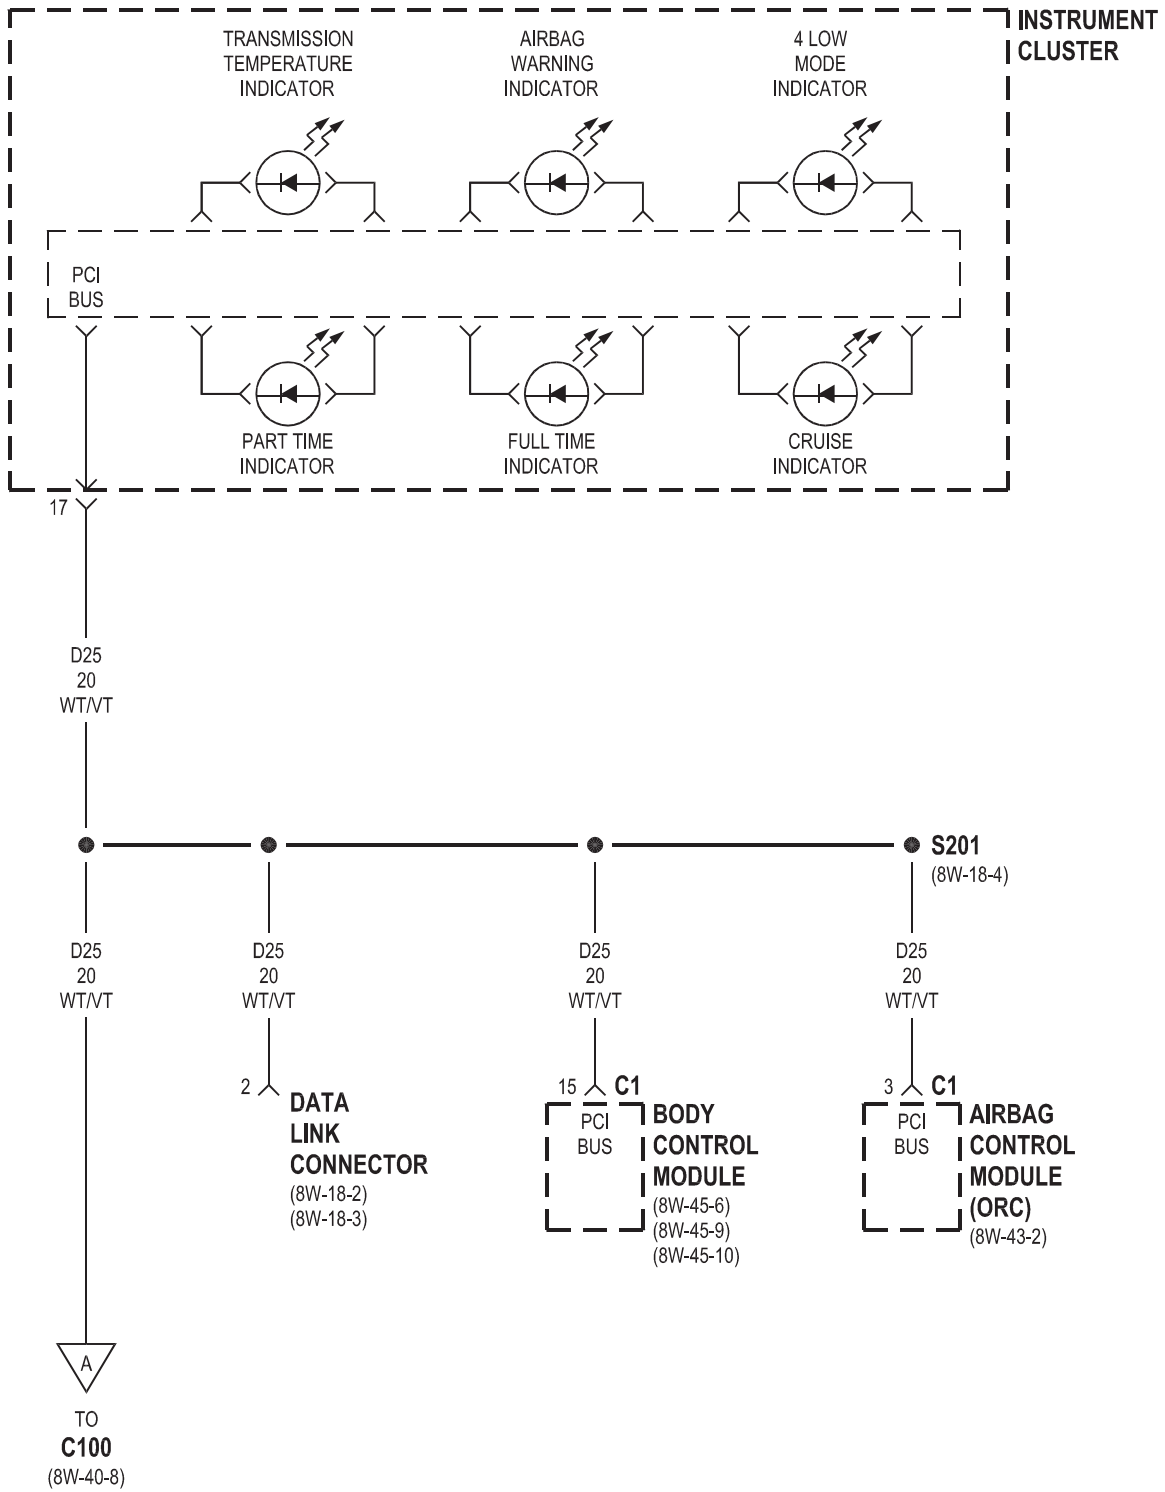 INSTRUMENT
CLUSTER
TRANSMISSION
TEMPERATURE
INDICATOR
AIRBAG
WARNING
INDICATOR
4 LOW
MODE
INDICATOR
PCI
BUS
PART TIME
INDICATOR
FULL TIME
INDICATOR
CRUISE
INDICATOR
17
D25
20
WT/VT
S201
(8W-18-4)
D25
20
WT/VT
D25
20
WT/VT
D25
20
WT/VT
D25
20
WT/VT
2
DATA
LINK
CONNECTOR
(8W-18-2)
(8W-18-3)
15
C1
PCI
BUS
BODY
CONTROL
MODULE
(8W-45-6)
(8W-45-9)
(8W-45-10)
3
C1
PCI
BUS
AIRBAG
CONTROL
MODULE
(ORC)
(8W-43-2)
A
TO
C100
(8W-40-8)